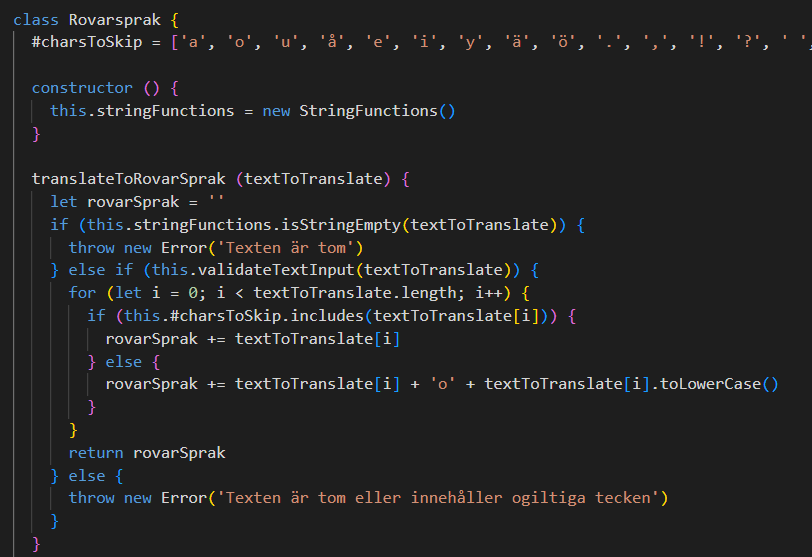 class Rovarsprak {
#charsToSkip = ['a', 'o', 'u', 'å', 'e', 'i', 'y', 'ä', 'ö', '.', ',', '!', '?', ' ',
constructor () {
this.stringFunctions = new StringFunctions()
}
translateToRovarSprak (textToTranslate) {
let rovarSprak = ''
if (this.stringFunctions.isStringEmpty(textToTranslate)) {
throw new Error('Texten är tom')
} else if (this.validateTextInput(textToTranslate)) {
for (let i = 0; i < textToTranslate.length; i++) {
if (this.#charsToSkip.includes(textToTranslate[i])) {
rovarSprak += textToTranslate[i]
} else {
rovarSprak += textToTranslate[i] + 'o' + textToTranslate[i].toLowerCase()
}
}
return rovarSprak
} else {
throw new Error('Texten är tom eller innehåller ogiltiga tecken')
}
}